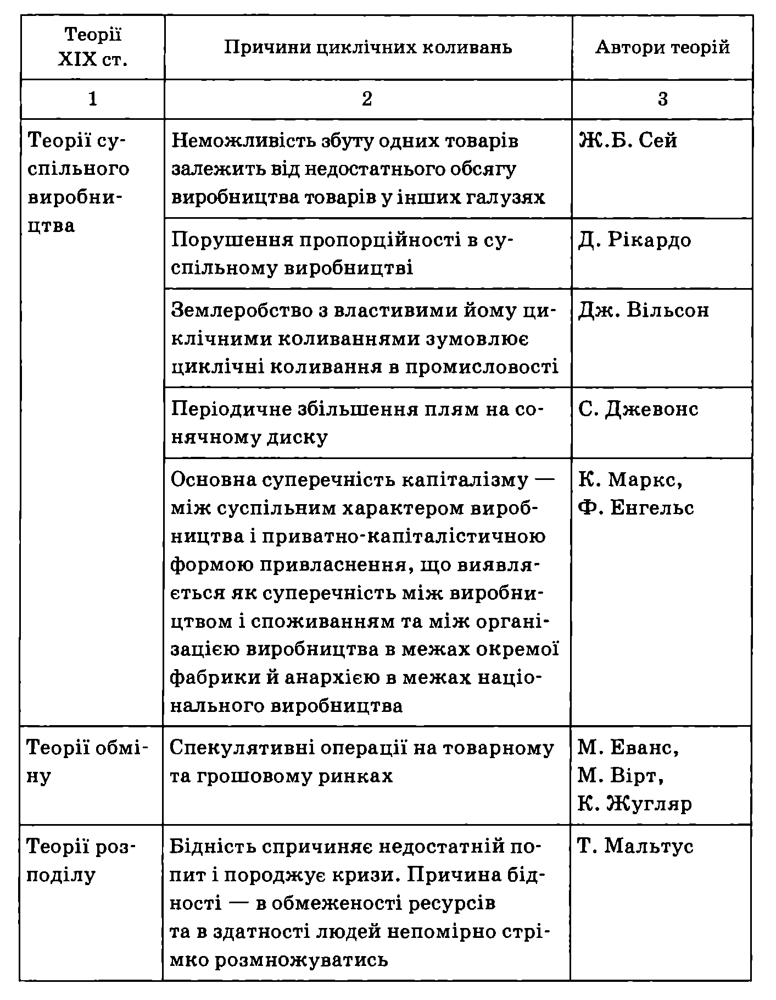 Теорії
XIX ст.
Причини циклічних коливань
Автори теорій
1
2
3
Теорії су-
спільного
виробни-
цтва
Неможливість збуту одних товарів
залежить від недостатнього обсягу
виробництва товарів у інших галузях
Ж.Б. Сей
Порушення пропорційності в су-
спільному виробництві
Д. Рікардо
Землеробство з властивими йому ци-
клічними коливаннями зумовлює
циклічні коливання в промисловості
Дж. Вільсон
Періодичне збільшення плям на со-
нячному диску
С. Джевонс
Основна суперечність капіталізму —
між суспільним характером вироб-
ництва і приватно-капіталістичною
формою привласнення, що виявля-
ється як суперечність між виробни-
цтвом і споживанням та між органі-
зацією виробництва в межах окремої
фабрики й анархією в межах націо-
нального виробництва
К. Маркс,
Ф. Енгельс
Теорії обмі-
ну
Спекулятивні операції на товарному
та грошовому ринках
М. Еванс,
М. Вірт,
К. Жугляр
Теорії роз-
поділу
Бідність спричиняє недостатній по-
пит і породжує кризи. Причина бід-
ності — в обмеженості ресурсів
та в здатності людей непомірно стрі-
мко розмножуватись
Т. Мальтус